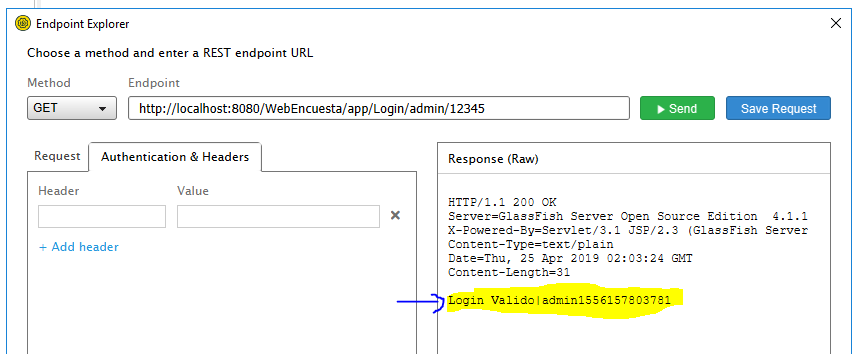 Endpoint Explorer
Choose a method and enter a REST endpoint URL
Method Endpoint
GET http://localhost:8080/WebEncuesta/app/Login/admin/12345 Send Save Request
Request Authentication & Headers
Header Value
+ Add header
Response (Raw)
HTTP/1.1 200 OK
Server=GlassFish Server Open Source Edition 4.1.1
X-Powered-By=Servlet/3.1 JSP/2.3 (GlassFish Server
Content-Type=text/plain
Date=Thu, 25 Apr 2019 02:03:24 GMT
Content-Length=31
Login Valido|admin1556157803781